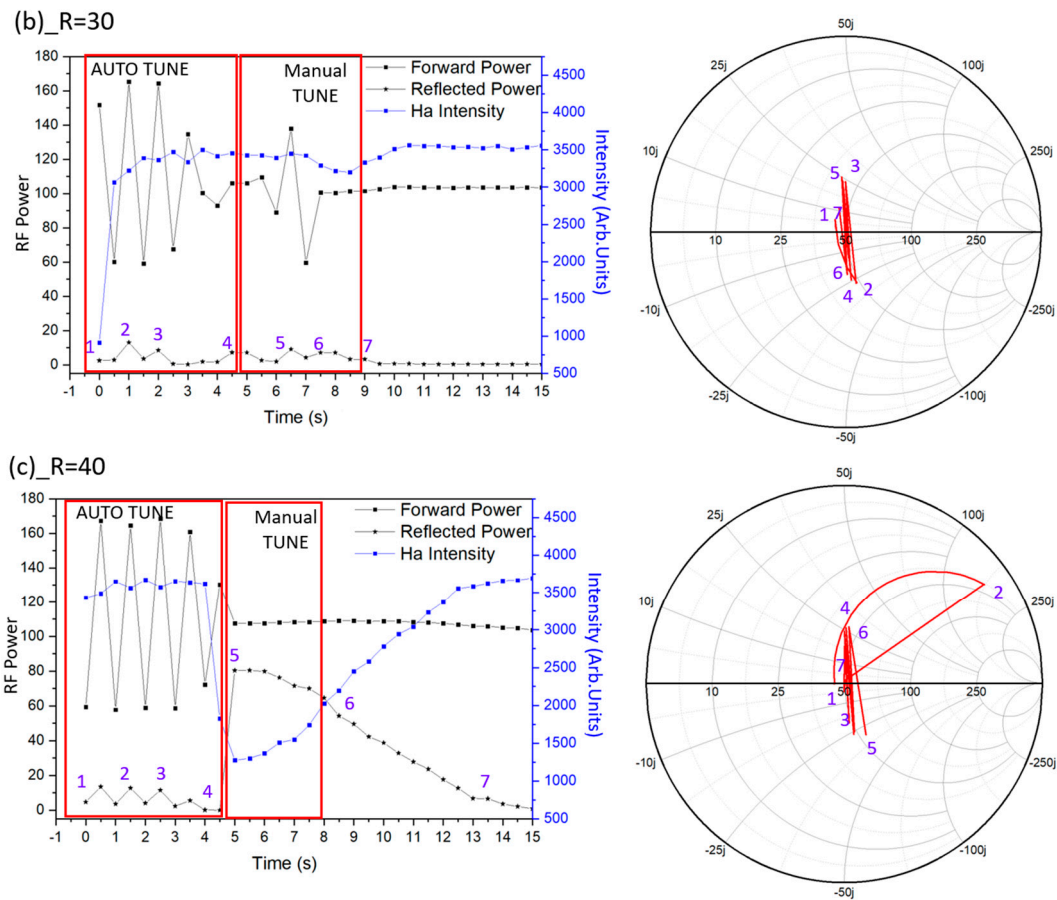 (b)_R=30
AUTO TUNE
Manual
TUNE
Forward Power
Reflected Power
Ha Intensity
180
160
140
120
100
80
60
40
20
0
RF Power
4500
4000
3500
3000
2500
2000
1500
1000
500
Intensity (Arb.Units)
1
2
3
4
5
6
7
-1 0 1 2 3 4 5 6 7 8 9 10 11 12 13 14 15
Time (s)
50j
25j
100j
10j
250j
5 3
1 7
10 25 50 100 250
6
4 2
-10j
-250j
-25j
-100j
-50j
(c)_R=40
AUTO TUNE
Manual
TUNE
Forward Power
Reflected Power
Ha Intensity
180
160
140
120
100
80
60
40
20
0
RF Power
4500
4000
3500
3000
2500
2000
1500
1000
500
Intensity (Arb.Units)
1
2
3
4
5
6
7
-1 0 1 2 3 4 5 6 7 8 9 10 11 12 13 14 15
Time (s)
50j
25j
100j
10j
250j
2
4
6
7
10 25 50 100 250
1
3
5
-10j
-250j
-25j
-100j
-50j